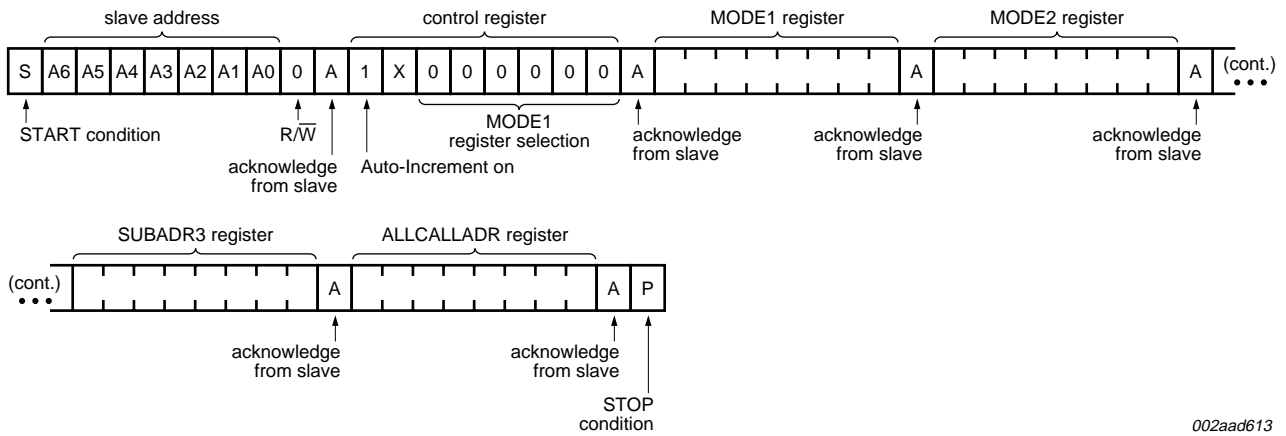 slave address control register MODE1 register MODE2 register
S A6 A5 A4 A3 A2 A1 A0 0 A 1 X 0 0 0 0 0 0 A A A (cont.)
START condition R/W̅ MODE1 register selection
acknowledge from slave Auto-Increment on acknowledge from slave acknowledge from slave acknowledge from slave
SUBADR3 register ALLCALLADR register
(cont.) A A P
acknowledge from slave acknowledge from slave
STOP condition
002aad613